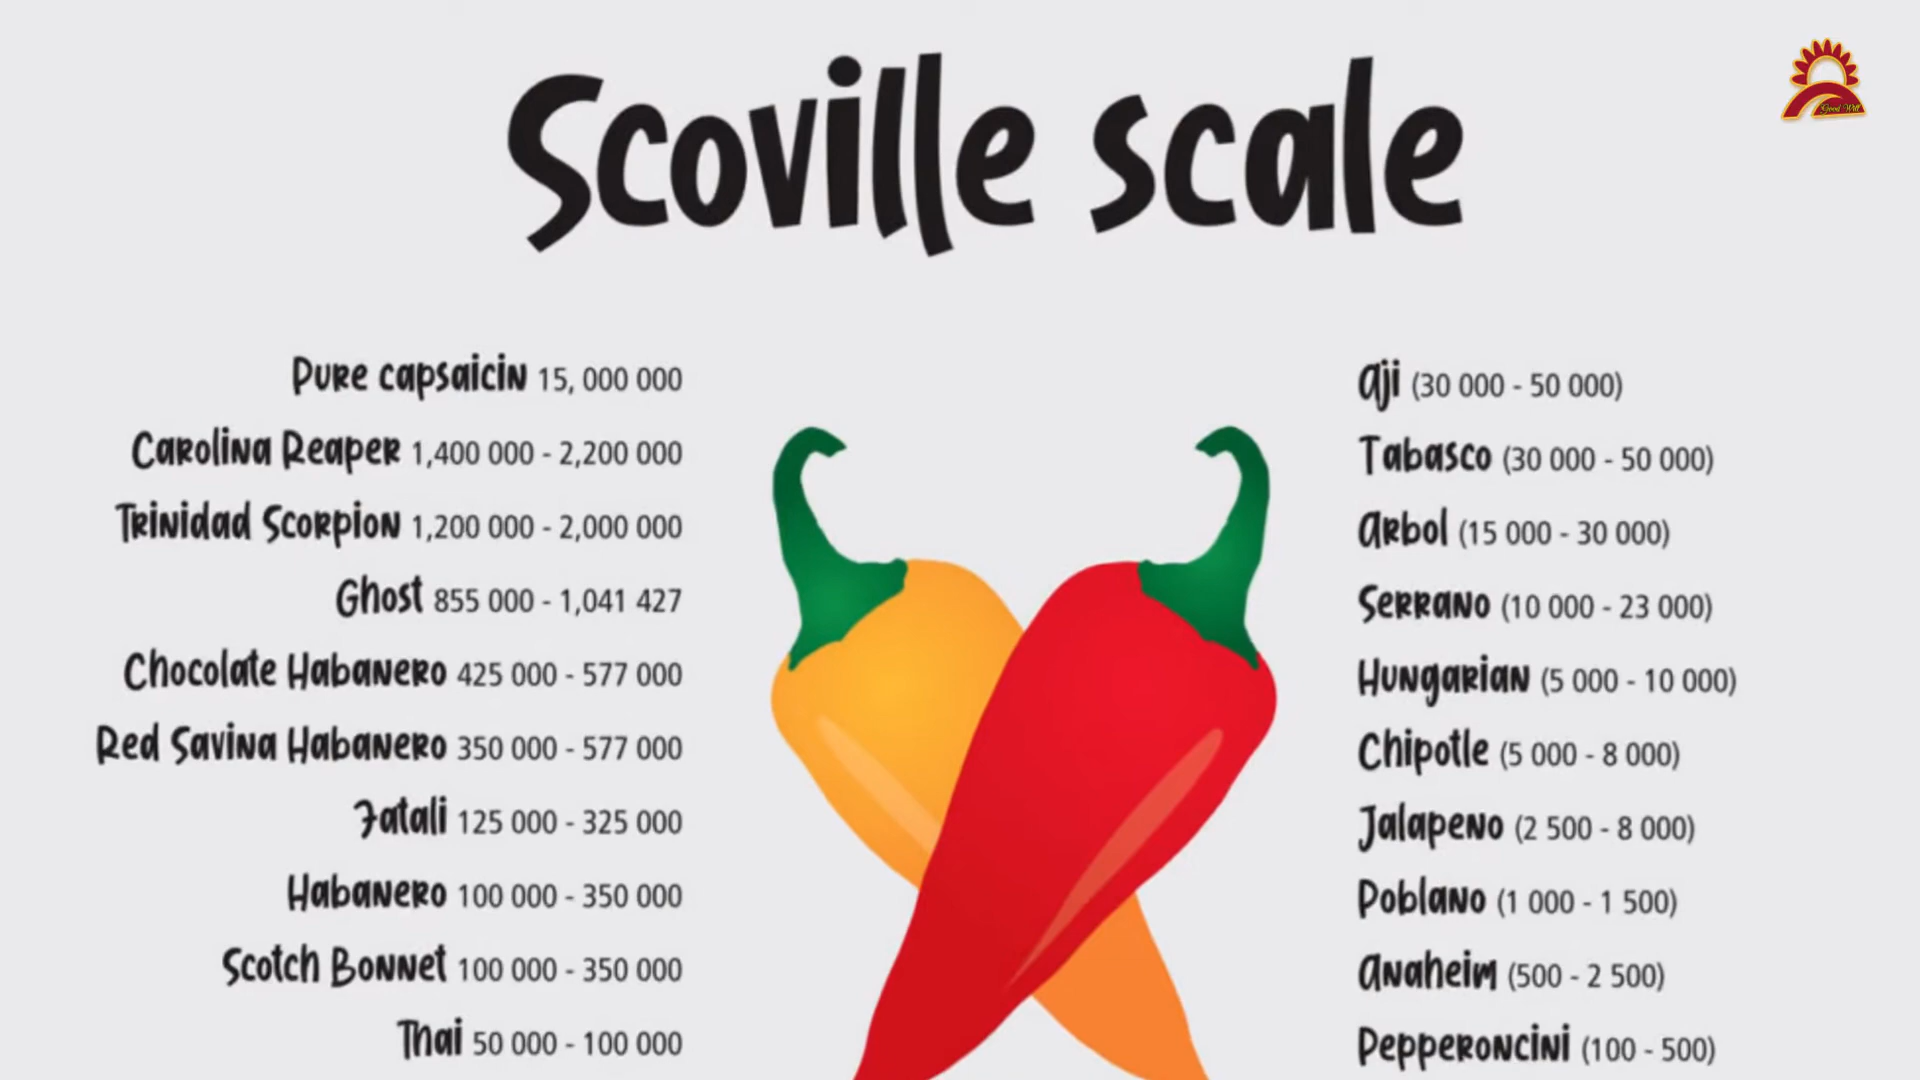 Scoville scale
Good Will
Pure capsaicin 15, 000 000
Carolina Reaper 1,400 000 - 2,200 000
Trinidad Scorpion 1,200 000 - 2,000 000
Ghost 855 000 - 1,041 427
Chocolate Habanero 425 000 - 577 000
Red Savina Habanero 350 000 - 577 000
Fatali 125 000 - 325 000
Habanero 100 000 - 350 000
Scotch Bonnet 100 000 - 350 000
Thai 50 000 - 100 000
Aji (30 000 - 50 000)
Tabasco (30 000 - 50 000)
Arbol (15 000 - 30 000)
Serrano (10 000 - 23 000)
Hungarian (5 000 - 10 000)
Chipotle (5 000 - 8 000)
Jalapeno (2 500 - 8 000)
Poblano (1 000 - 1 500)
Anaheim (500 - 2 500)
Pepperoncini (100 - 500)